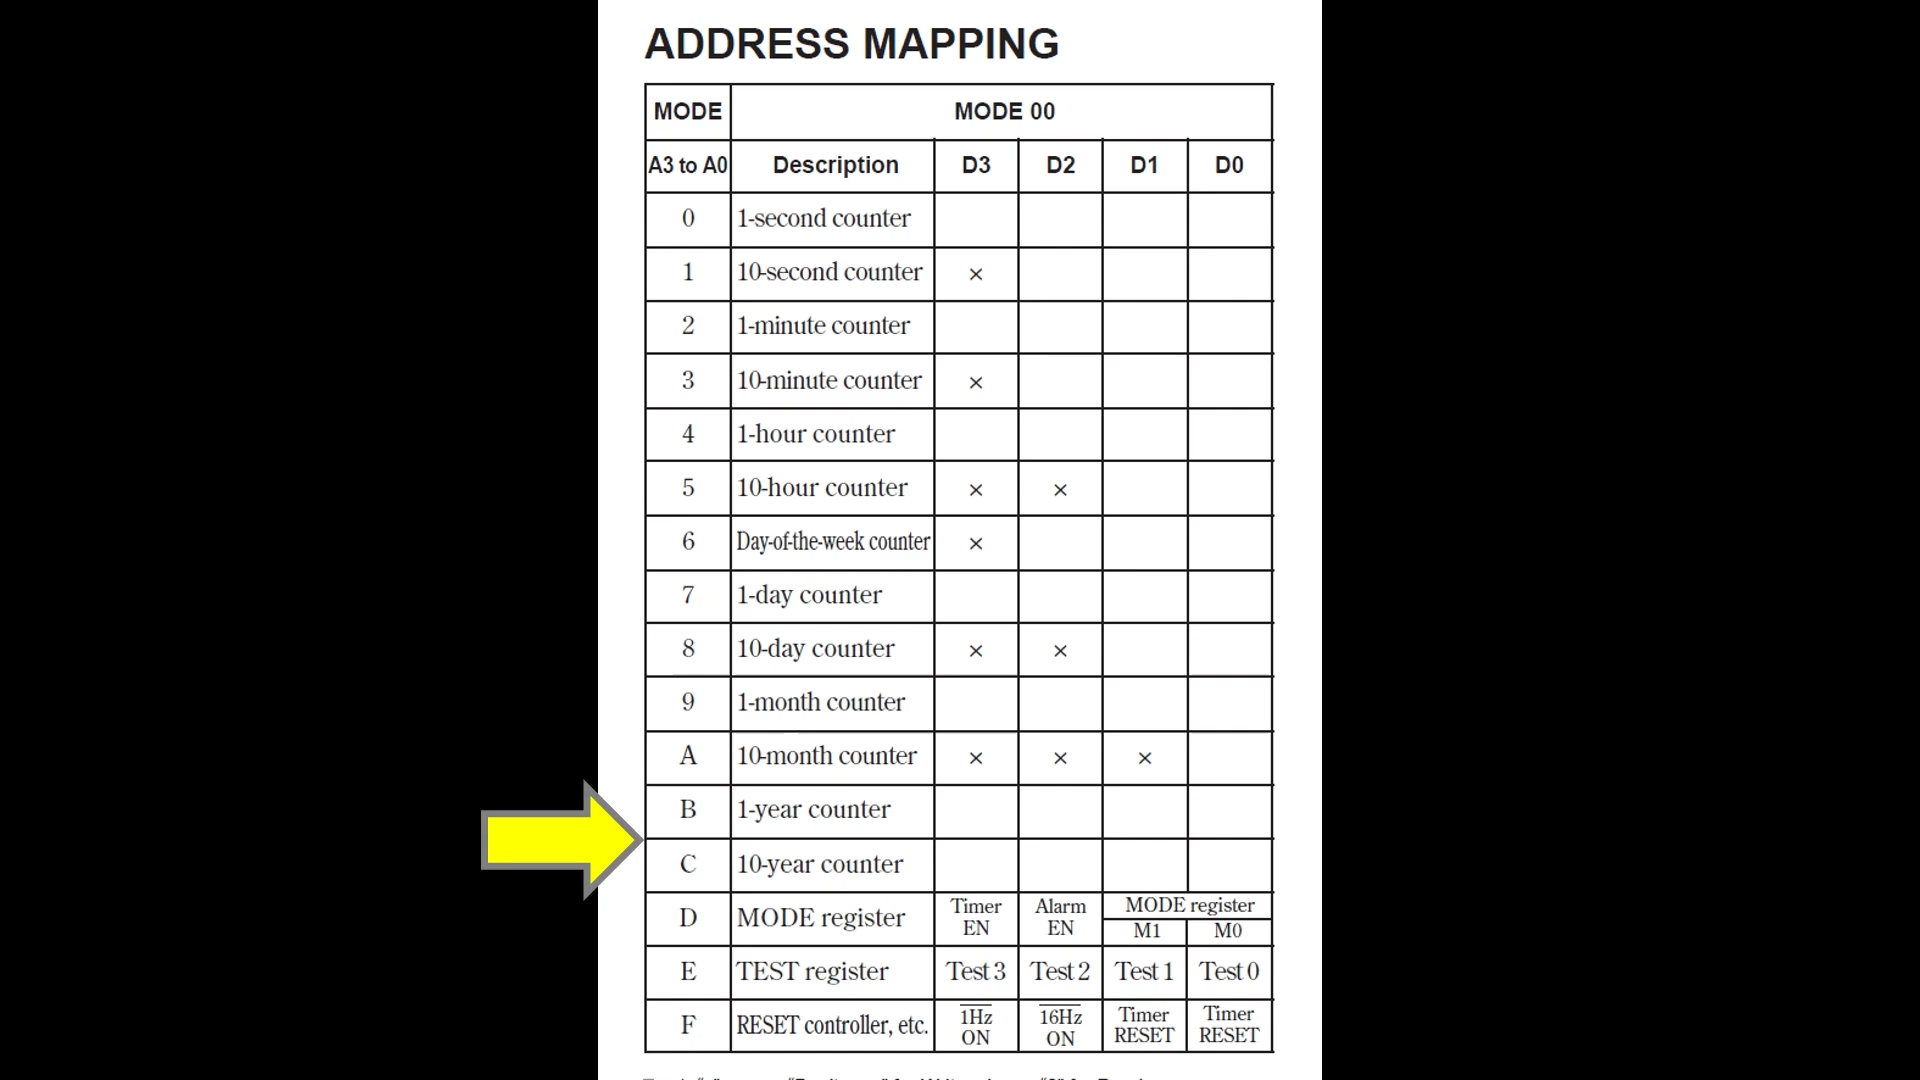 ADDRESS MAPPING
MODE MODE 00
A3 to A0 Description D3 D2 D1 D0
0 1-second counter
1 10-second counter ×
2 1-minute counter
3 10-minute counter ×
4 1-hour counter
5 10-hour counter × ×
6 Day-of-the-week counter ×
7 1-day counter
8 10-day counter × ×
9 1-month counter
A 10-month counter × × ×
B 1-year counter
C 10-year counter
D MODE register Timer EN Alarm EN MODE register M1 M0
E TEST register Test 3 Test 2 Test 1 Test 0
F RESET controller, etc. 1Hz ON 16Hz ON Timer RESET Timer RESET